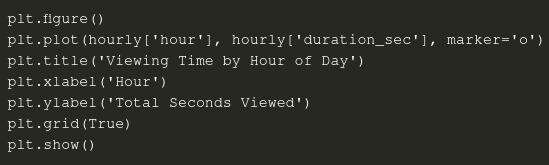 plt.figure()
plt.plot(hourly['hour'], hourly['duration_sec'], marker='o')
plt.title('Viewing Time by Hour of Day')
plt.xlabel('Hour')
plt.ylabel('Total Seconds Viewed')
plt.grid(True)
plt.show()